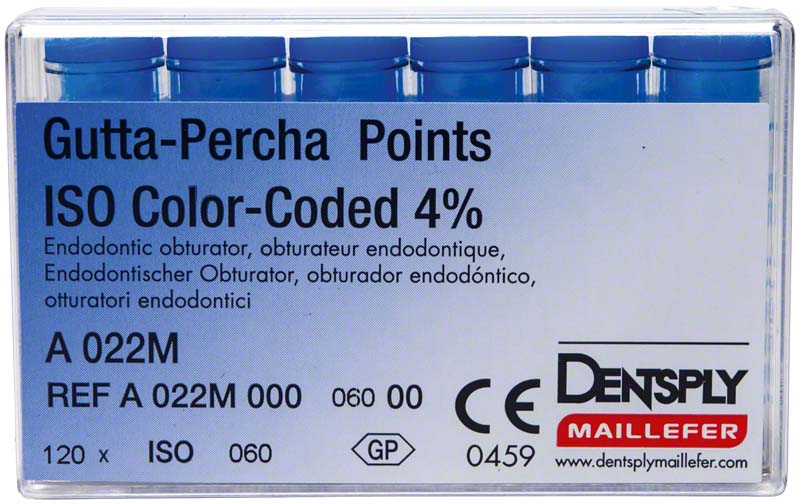 Gutta-Percha Points
ISO Color-Coded 4%
Endodontic obturator, obturateur endodontique,
Endodontischer Obturator, obturador endodóntico,
otturatori endodontici
A 022M
REF A 022M 000 060 00
120 x ISO 060
GP
CE
0459
DENTSPLY
MAILLEFER
www.dentsplymaillefer.com